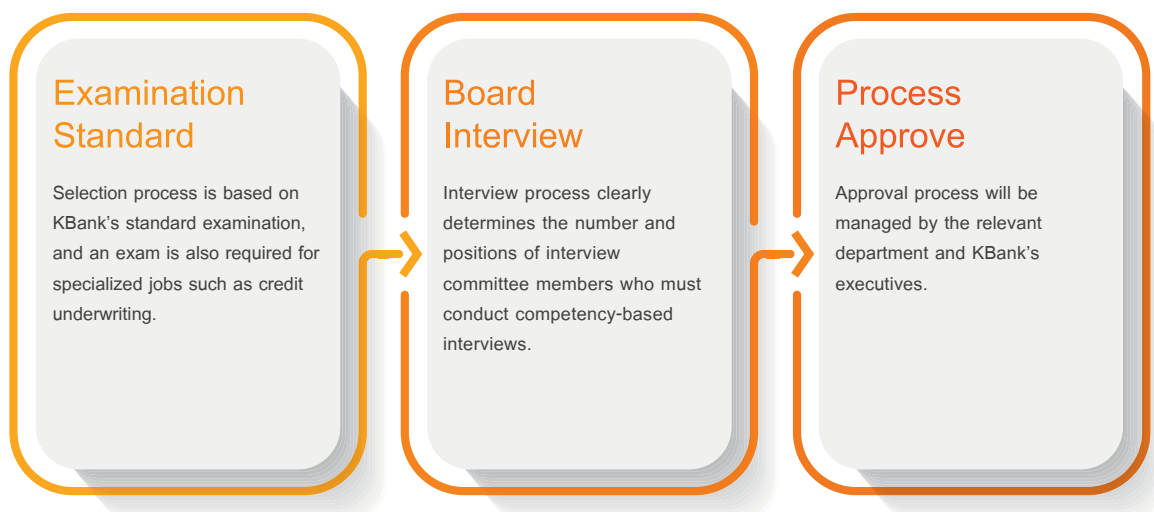 Examination
Standard
Selection process is based on
KBank’s standard examination,
and an exam is also required for
specialized jobs such as credit
underwriting.
Board
Interview
Interview process clearly
determines the number and
positions of interview
committee members who must
conduct competency-based
interviews.
Process
Approve
Approval process will be
managed by the relevant
department and KBank’s
executives.